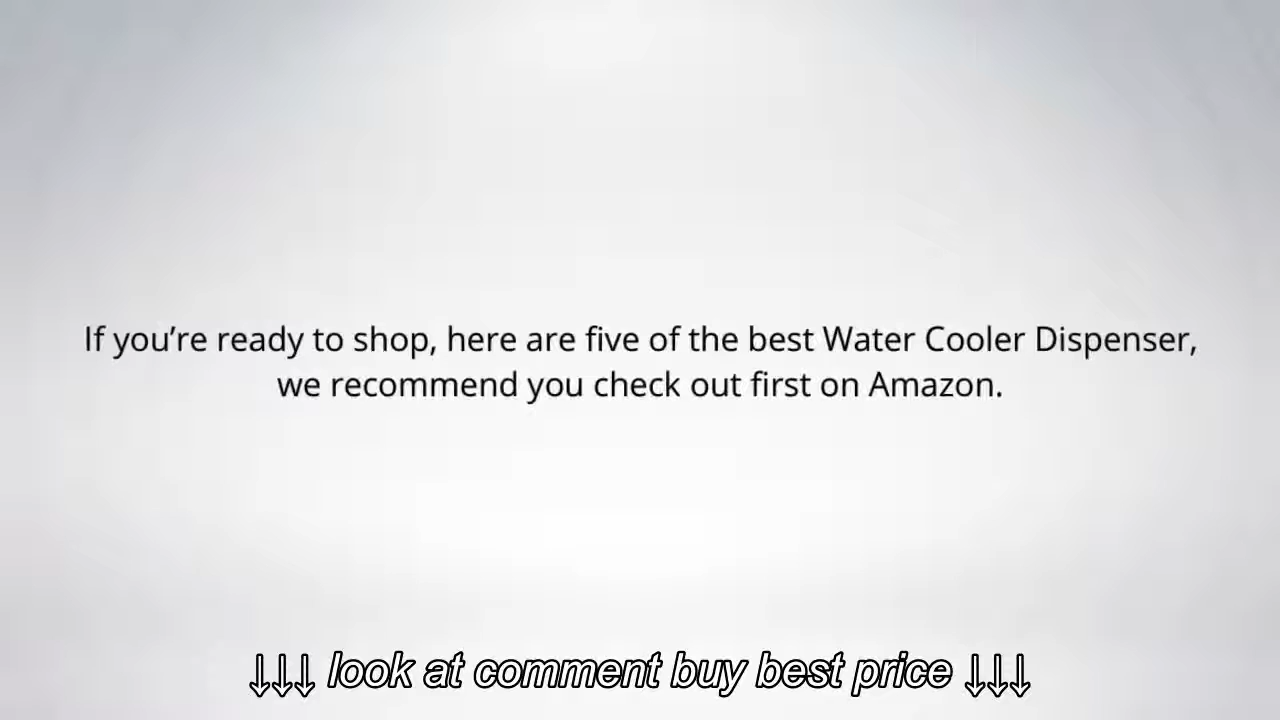 If you’re ready to shop, here are five of the best Water Cooler Dispenser,
we recommend you check out first on Amazon.
↓↓↓ look at comment buy best price ↓↓↓